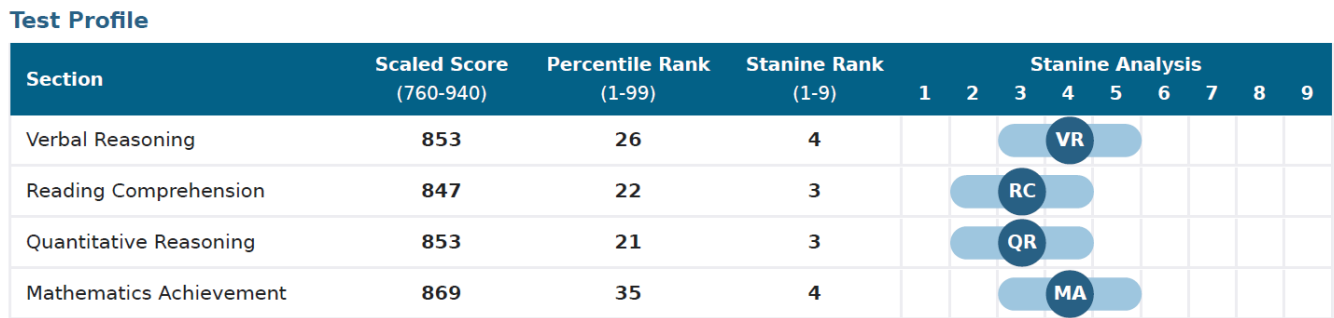 Test Profile
Section Scaled Score Percentile Rank Stanine Rank Stanine Analysis
(760-940) (1-99) (1-9) 1 2 3 4 5 6 7 8 9
Verbal Reasoning 853 26 4 VR
Reading Comprehension 847 22 3 RC
Quantitative Reasoning 853 21 3 QR
Mathematics Achievement 869 35 4 MA